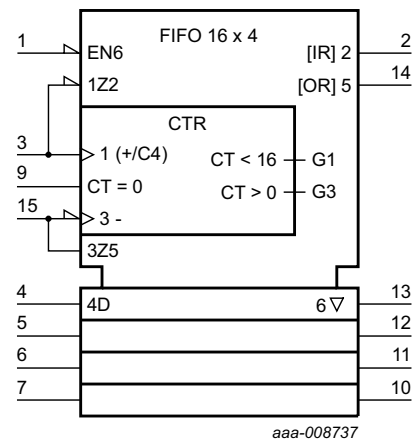 FIFO 16 x 4
1 EN6 [IR] 2 2
1Z2 [OR] 5 14
CTR
3 1 (+/C4) CT < 16 G1
9 CT = 0 CT > 0 G3
15 3 -
3Z5
4 4D 6 ▽ 13
5 12
6 11
7 10
aaa-008737